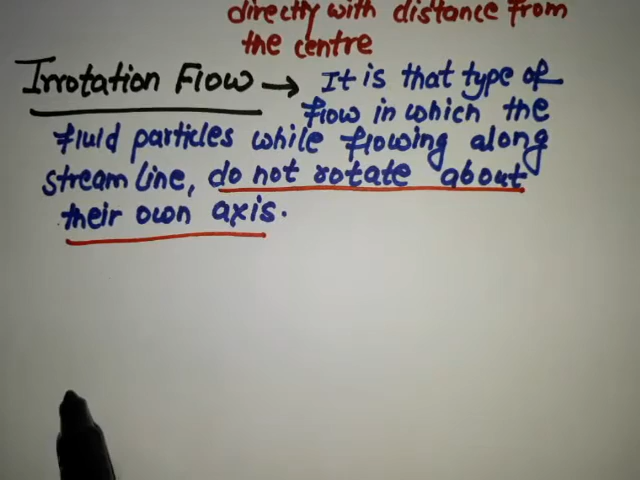 directly with distance from
the centre
Irrotation Flow → It is that type of
flow in which the
fluid particles while flowing along
stream line, do not rotate about
their own axis.